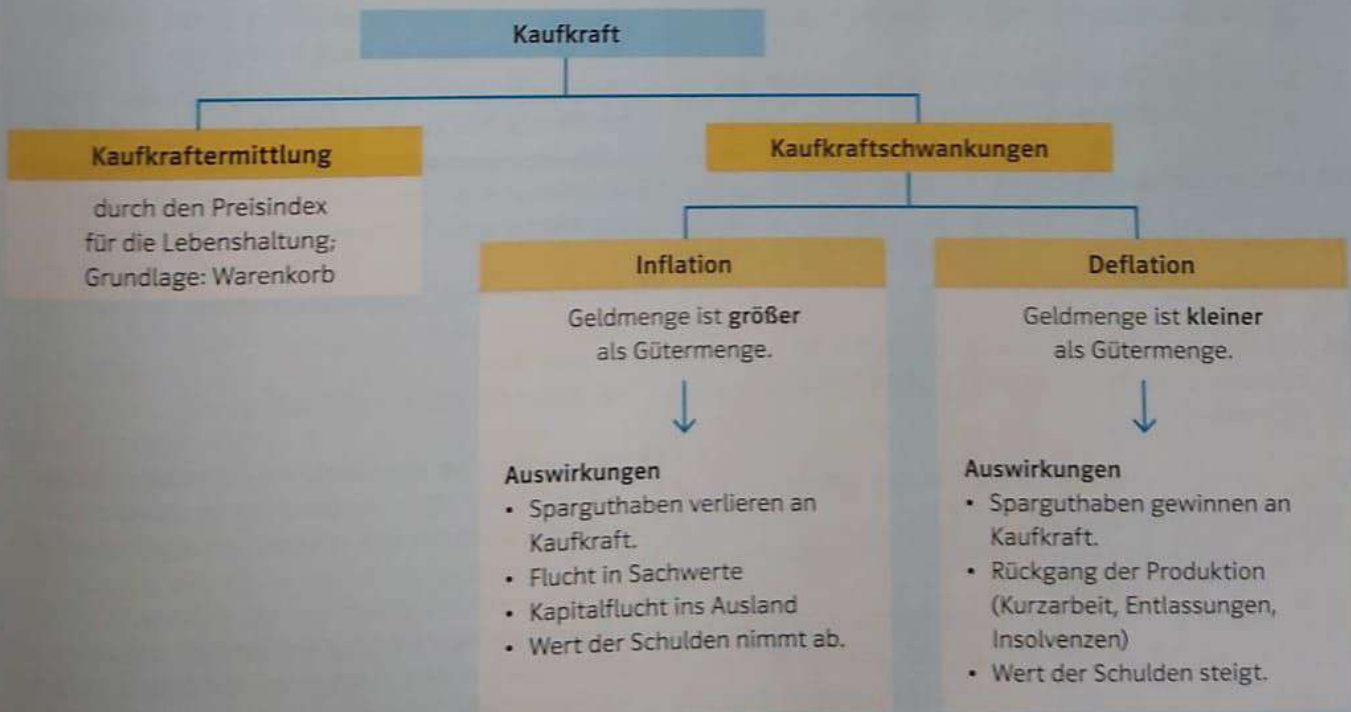 Kaufkraft
Kaufkraftermittlung
durch den Preisindex
für die Lebenshaltung;
Grundlage: Warenkorb
Kaufkraftschwankungen
Inflation
Geldmenge ist größer
als Gütermenge.
Auswirkungen
• Sparguthaben verlieren an
Kaufkraft.
• Flucht in Sachwerte
• Kapitalflucht ins Ausland
• Wert der Schulden nimmt ab.
Deflation
Geldmenge ist kleiner
als Gütermenge.
Auswirkungen
• Sparguthaben gewinnen an
Kaufkraft.
• Rückgang der Produktion
(Kurzarbeit, Entlassungen,
Insolvenzen)
• Wert der Schulden steigt.